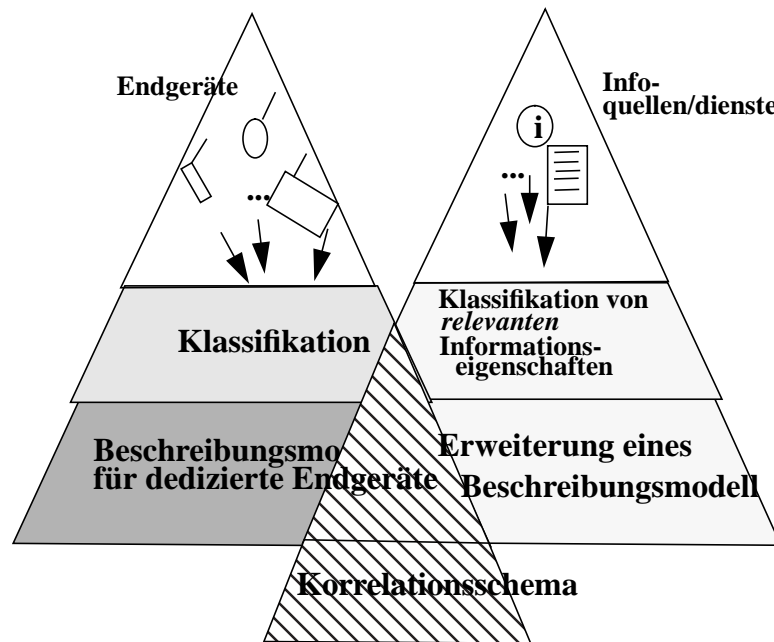 Endgeräte
...
Klassifikation
Beschreibungsmo
für dedizierte Endgeräte
Info-
quellen/dienste
i
...
Klassifikation von
relevanten
Informations-
eigenschaften
Erweiterung eines
Beschreibungsmodell
Korrelationsschema